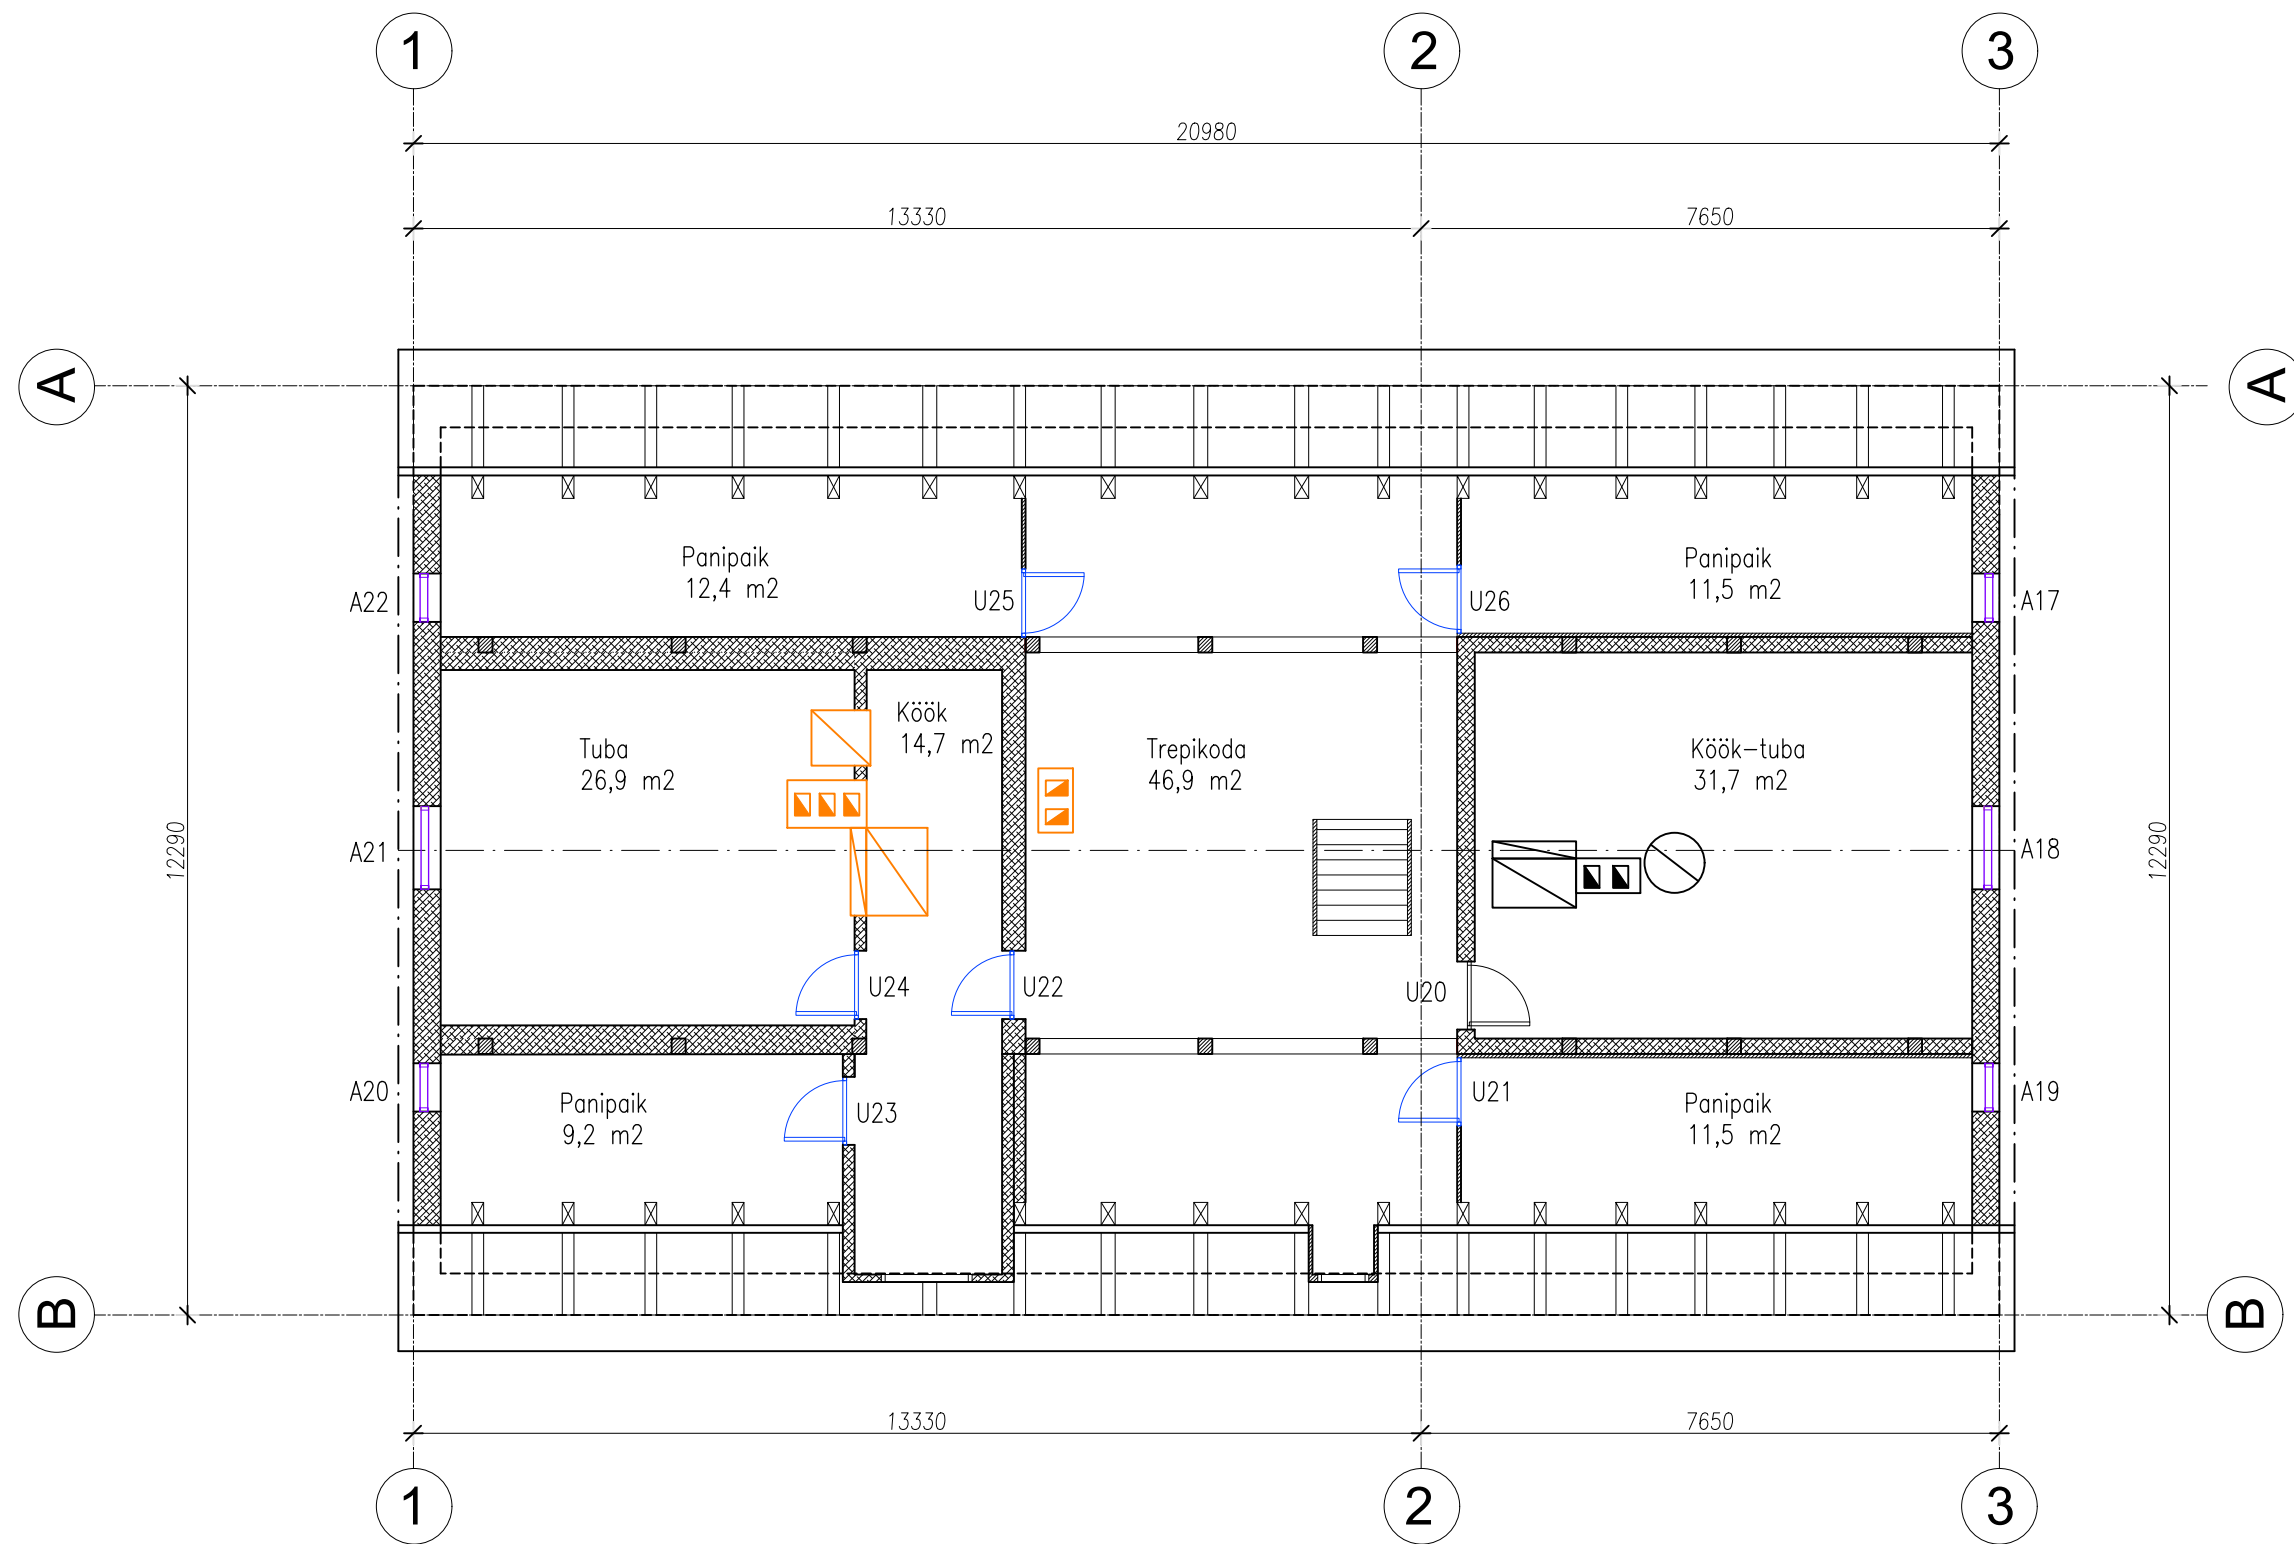 1
2
3
20980
13330
7650
A
A
Panipaik
12,4 m2
Panipaik
11,5 m2
A22
U25
U26
A17
Köök
14,7 m2
Tuba
26,9 m2
Trepikoda
46,9 m2
Köök-tuba
31,7 m2
12290
A21
A18
12290
U24
U22
U20
A20
Panipaik
9,2 m2
U23
U21
Panipaik
11,5 m2
A19
B
B
13330
7650
1
2
3